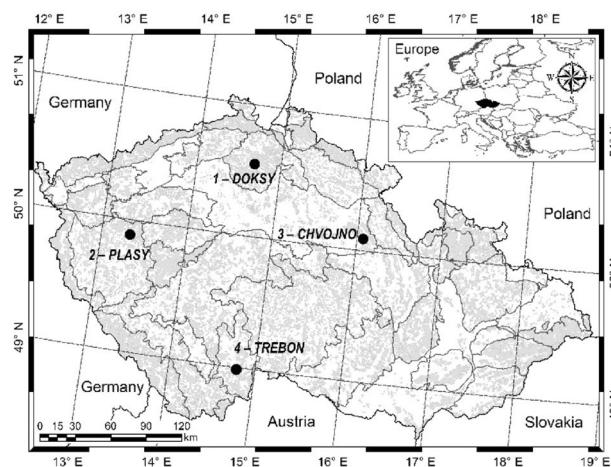 12° E 13° E 14° E 15° E 16° E 17° E 18° E
Europe
W
E
51° N
Poland
Germany
1 – DOKSY
50° N
3 – CHVOJNO
Poland
2 – PLASY
49° N
4 – TREBON
Germany
Austria
Slovakia
0 15 30 60 90 120
km
13° E 14° E 15° E 16° E 17° E 18° E 19° E